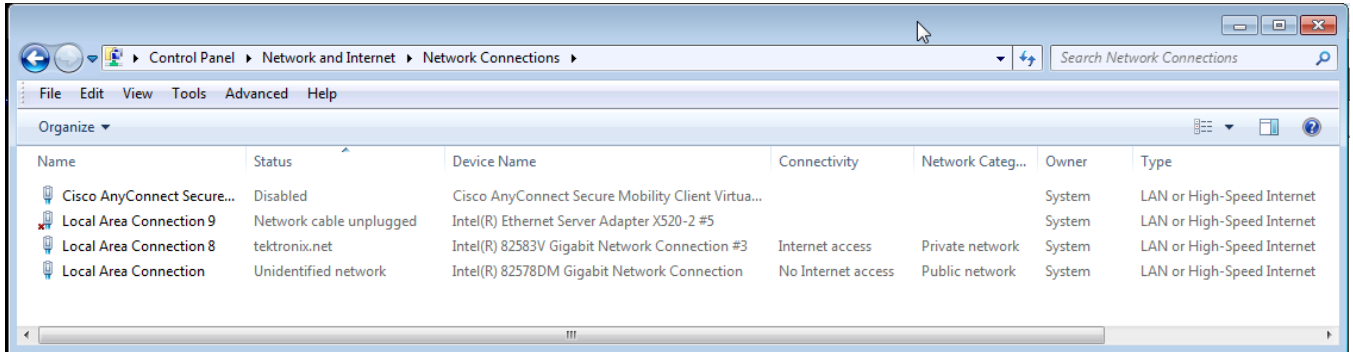 Control Panel Network and Internet Network Connections Search Network Connections
File Edit View Tools Advanced Help
Organize
Name Status Device Name Connectivity Network Categ... Owner Type
Cisco AnyConnect Secure... Disabled Cisco AnyConnect Secure Mobility Client Virtua... System LAN or High-Speed Internet
Local Area Connection 9 Network cable unplugged Intel(R) Ethernet Server Adapter X520-2 #5 System LAN or High-Speed Internet
Local Area Connection 8 tektronix.net Intel(R) 82583V Gigabit Network Connection #3 Internet access Private network System LAN or High-Speed Internet
Local Area Connection Unidentified network Intel(R) 82578DM Gigabit Network Connection No Internet access Public network System LAN or High-Speed Internet